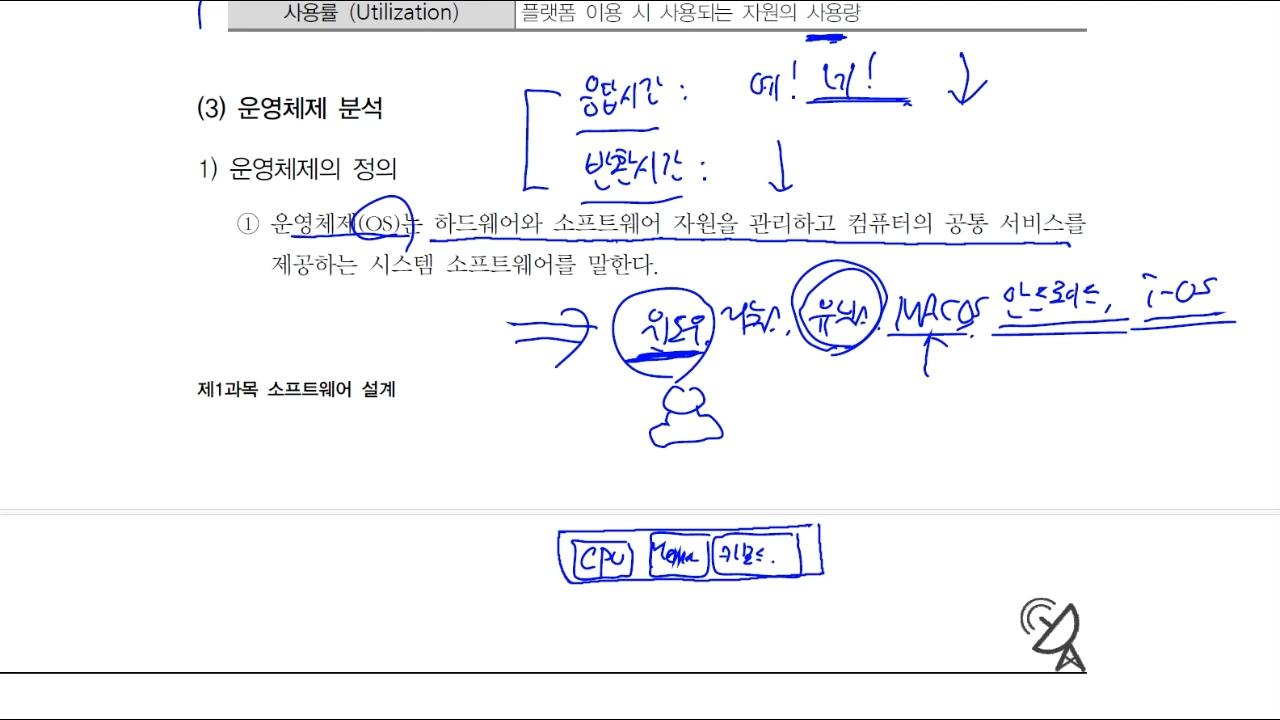 사용률 (Utilization) 플랫폼 이용 시 사용되는 자원의 사용량
응답시간 : 예! 네!
(3) 운영체제 분석
반환시간 :
1) 운영체제의 정의
① 운영체제(OS)는 하드웨어와 소프트웨어 자원을 관리하고 컴퓨터의 공통 서비스를
제공하는 시스템 소프트웨어를 말한다.
윈도우, 리눅스, 유닉스, MAC OS, 안드로이드, i-OS
제1과목 소프트웨어 설계
CPU 키보드.